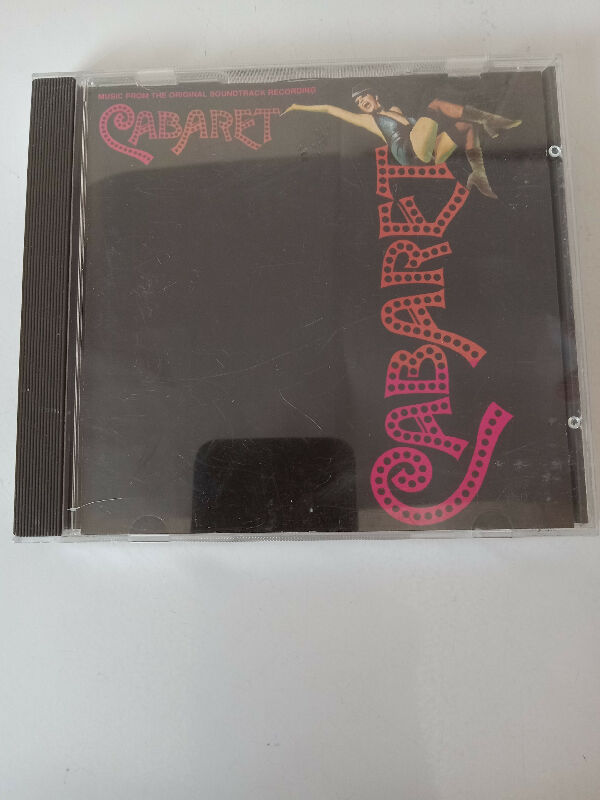 MUSIC FROM THE ORIGINAL SOUNDTRACK RECORDING
CABARET
CABARET